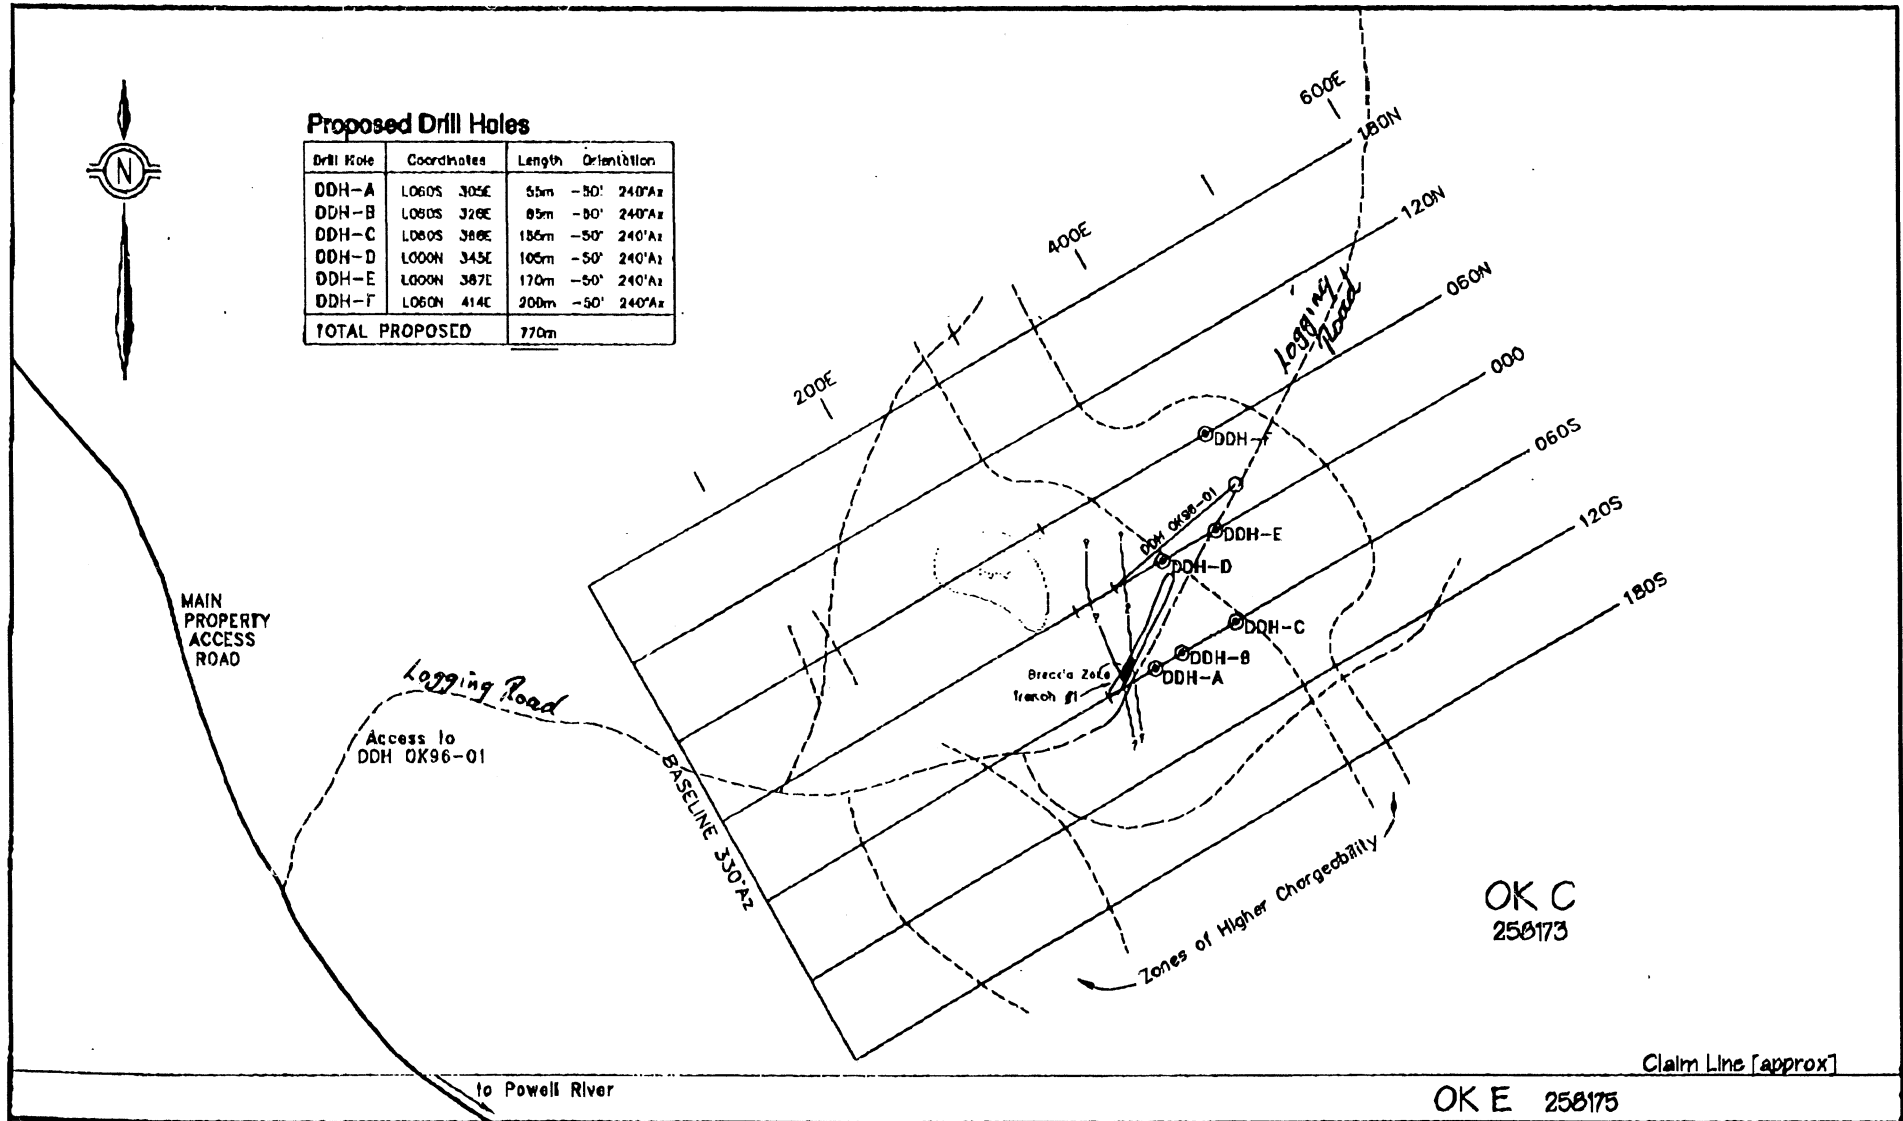 N
Proposed Drill Holes
Drill Hole Coordinates Length Orientation
DDH-A L060S 305E 55m -50° 240°Az
DDH-B L060S 326E 85m -50° 240°Az
DDH-C L060S 366E 155m -50° 240°Az
DDH-D L000N 345E 105m -50° 240°Az
DDH-E L000N 387E 170m -50° 240°Az
DDH-F L060N 414E 200m -50° 240°Az
TOTAL PROPOSED 770m
600E
180N
400E
120N
200E
060N
Logging
Road
000
060S
120S
180S
DDH-F
DDH OK96-01
DDH-E
DDH-D
DDH-C
DDH-B
DDH-A
Breccia Zone
Trench #1
MAIN
PROPERTY
ACCESS
ROAD
Logging Road
Access to
DDH OK96-01
BASELINE 330°Az
Zones of Higher Chargeability
OK C
258173
Claim Line [approx]
to Powell River
OK E 258175